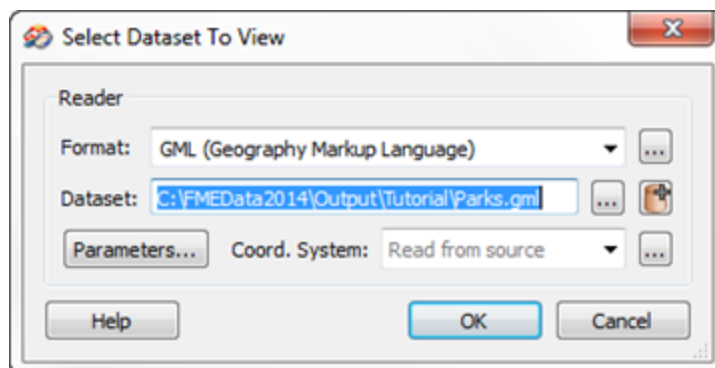 Select Dataset To View
Reader
Format: GML (Geography Markup Language) ...
Dataset: C:\FMEData2014\Output\Tutorial\Parks.gml ...
Parameters... Coord. System: Read from source ...
Help OK Cancel